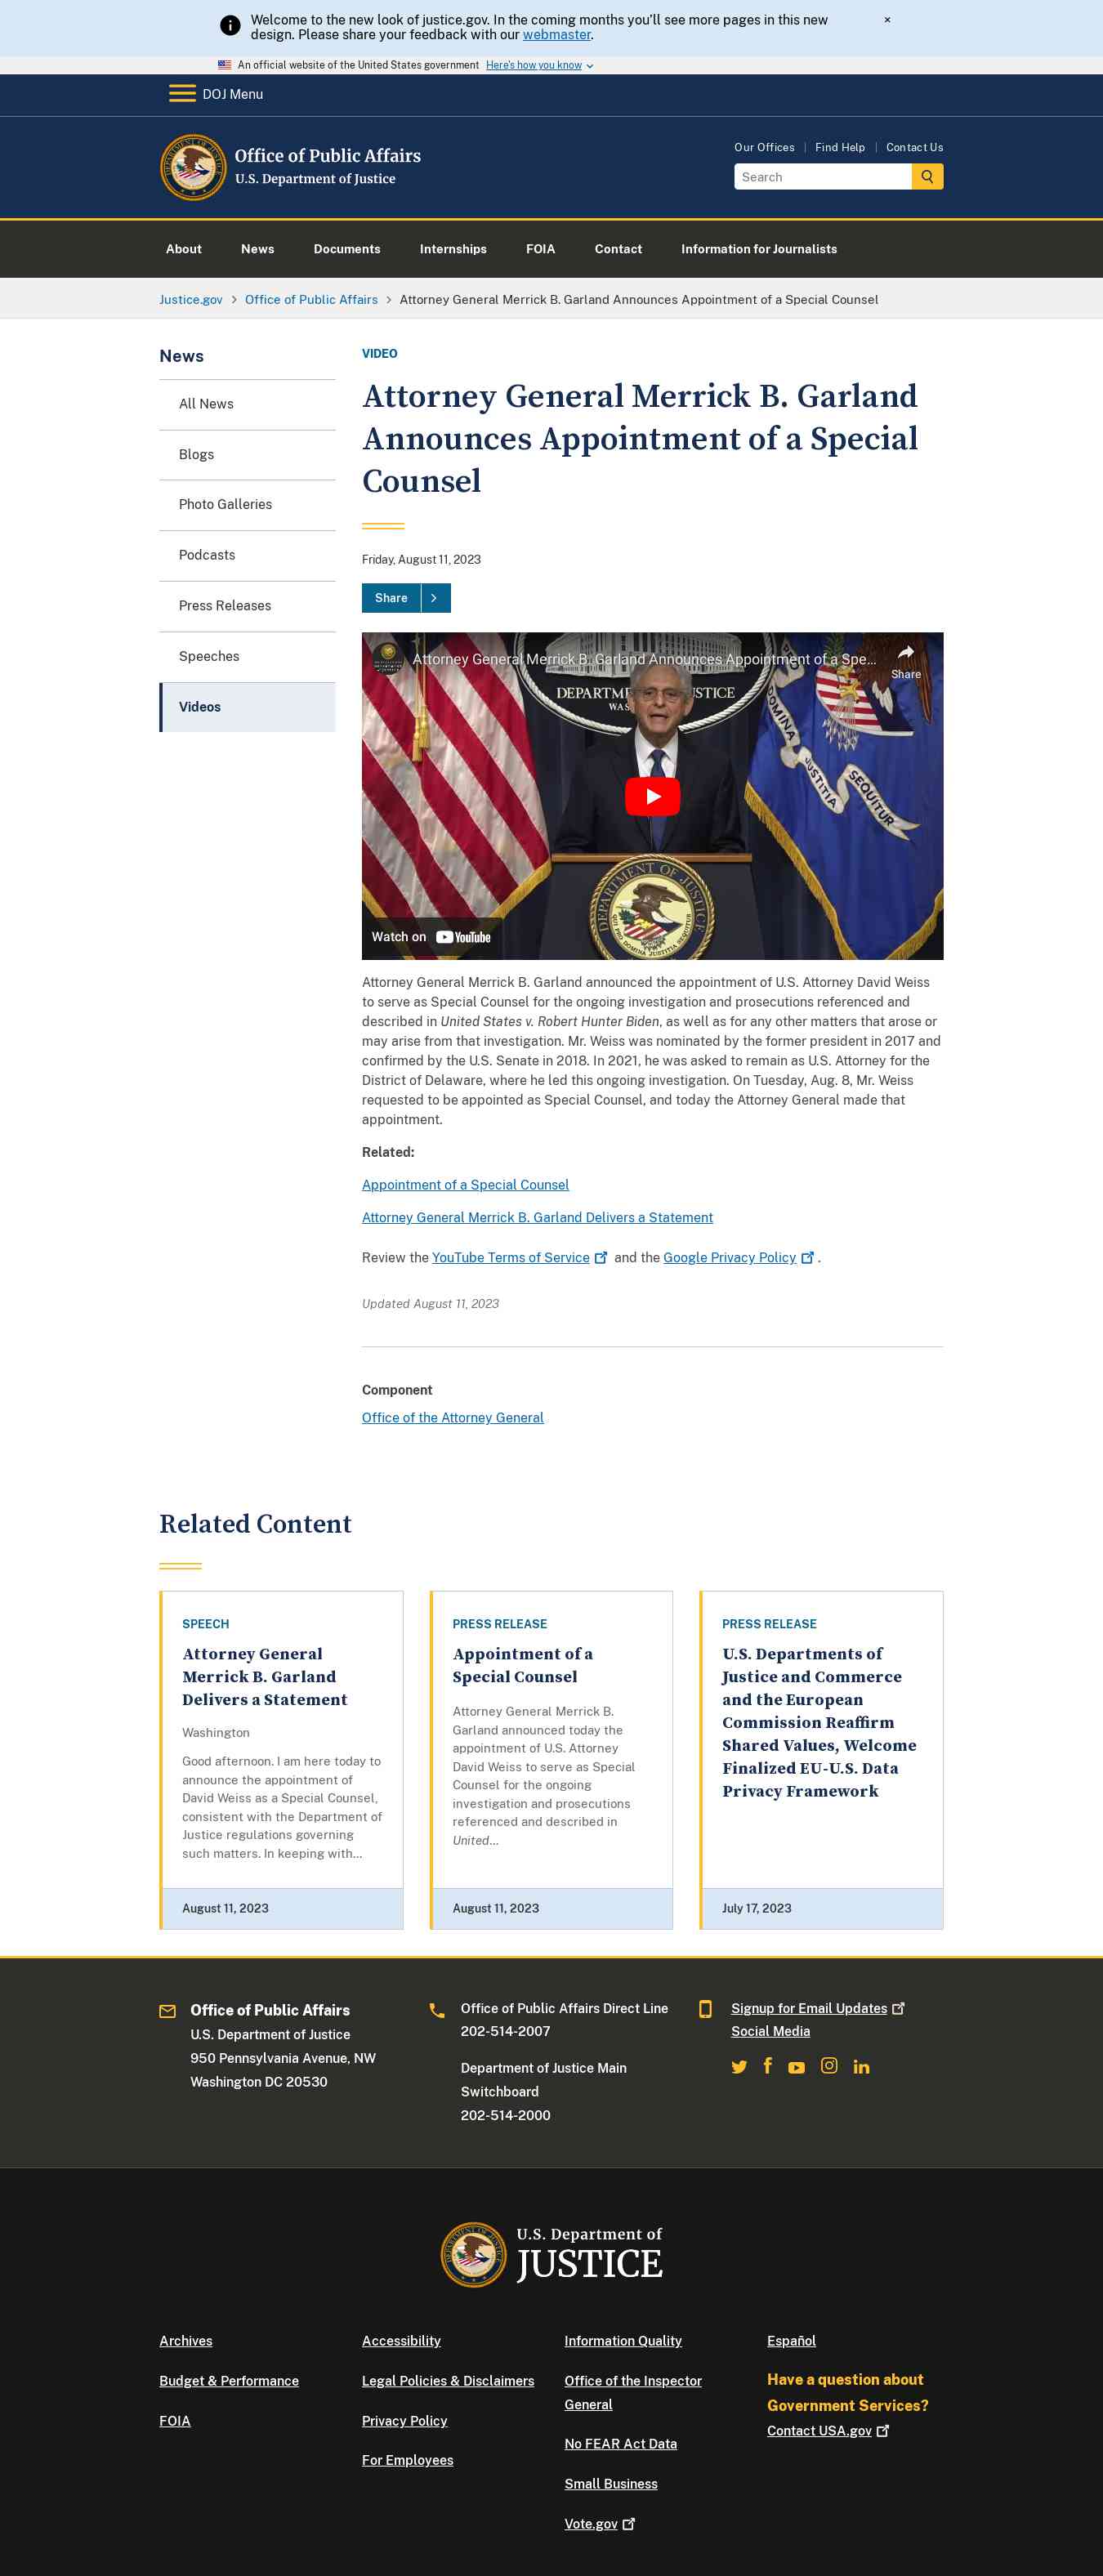 Welcome to the new look of justice.gov. In the coming months you'll see more pages in this new
design. Please share your feedback with our webmaster.
×
An official website of the United States government Here's how you know
DOJ Menu
Office of Public Affairs
U.S. Department of Justice
Our Offices
Find Help
Contact Us
Search
About
News
Documents
Internships
FOIA
Contact
Information for Journalists
Justice.gov > Office of Public Affairs > Attorney General Merrick B. Garland Announces Appointment of a Special Counsel
News
All News
Blogs
Photo Galleries
Podcasts
Press Releases
Speeches
Videos
VIDEO
Attorney General Merrick B. Garland
Announces Appointment of a Special
Counsel
Friday, August 11, 2023
Share
Attorney General Merrick B. Garland Announces Appointment of a Spe...
Share
Watch on YouTube
Attorney General Merrick B. Garland announced the appointment of U.S. Attorney David Weiss
to serve as Special Counsel for the ongoing investigation and prosecutions referenced and
described in United States v. Robert Hunter Biden, as well as for any other matters that arose or
may arise from that investigation. Mr. Weiss was nominated by the former president in 2017 and
confirmed by the U.S. Senate in 2018. In 2021, he was asked to remain as U.S. Attorney for the
District of Delaware, where he led this ongoing investigation. On Tuesday, Aug. 8, Mr. Weiss
requested to be appointed as Special Counsel, and today the Attorney General made that
appointment.
Related:
Appointment of a Special Counsel
Attorney General Merrick B. Garland Delivers a Statement
Review the YouTube Terms of Service and the Google Privacy Policy .
Updated August 11, 2023
Component
Office of the Attorney General
Related Content
SPEECH
Attorney General
Merrick B. Garland
Delivers a Statement
Washington
Good afternoon. I am here today to
announce the appointment of
David Weiss as a Special Counsel,
consistent with the Department of
Justice regulations governing
such matters. In keeping with...
August 11, 2023
PRESS RELEASE
Appointment of a
Special Counsel
Attorney General Merrick B.
Garland announced today the
appointment of U.S. Attorney
David Weiss to serve as Special
Counsel for the ongoing
investigation and prosecutions
referenced and described in
United...
August 11, 2023
PRESS RELEASE
U.S. Departments of
Justice and Commerce
and the European
Commission Reaffirm
Shared Values, Welcome
Finalized EU-U.S. Data
Privacy Framework
July 17, 2023
Office of Public Affairs
U.S. Department of Justice
950 Pennsylvania Avenue, NW
Washington DC 20530
Office of Public Affairs Direct Line
202-514-2007
Department of Justice Main
Switchboard
202-514-2000
Signup for Email Updates
Social Media
U.S. Department of
JUSTICE
Archives
Budget & Performance
FOIA
Accessibility
Legal Policies & Disclaimers
Privacy Policy
For Employees
Information Quality
Office of the Inspector
General
No FEAR Act Data
Small Business
Vote.gov
Español
Have a question about
Government Services?
Contact USA.gov